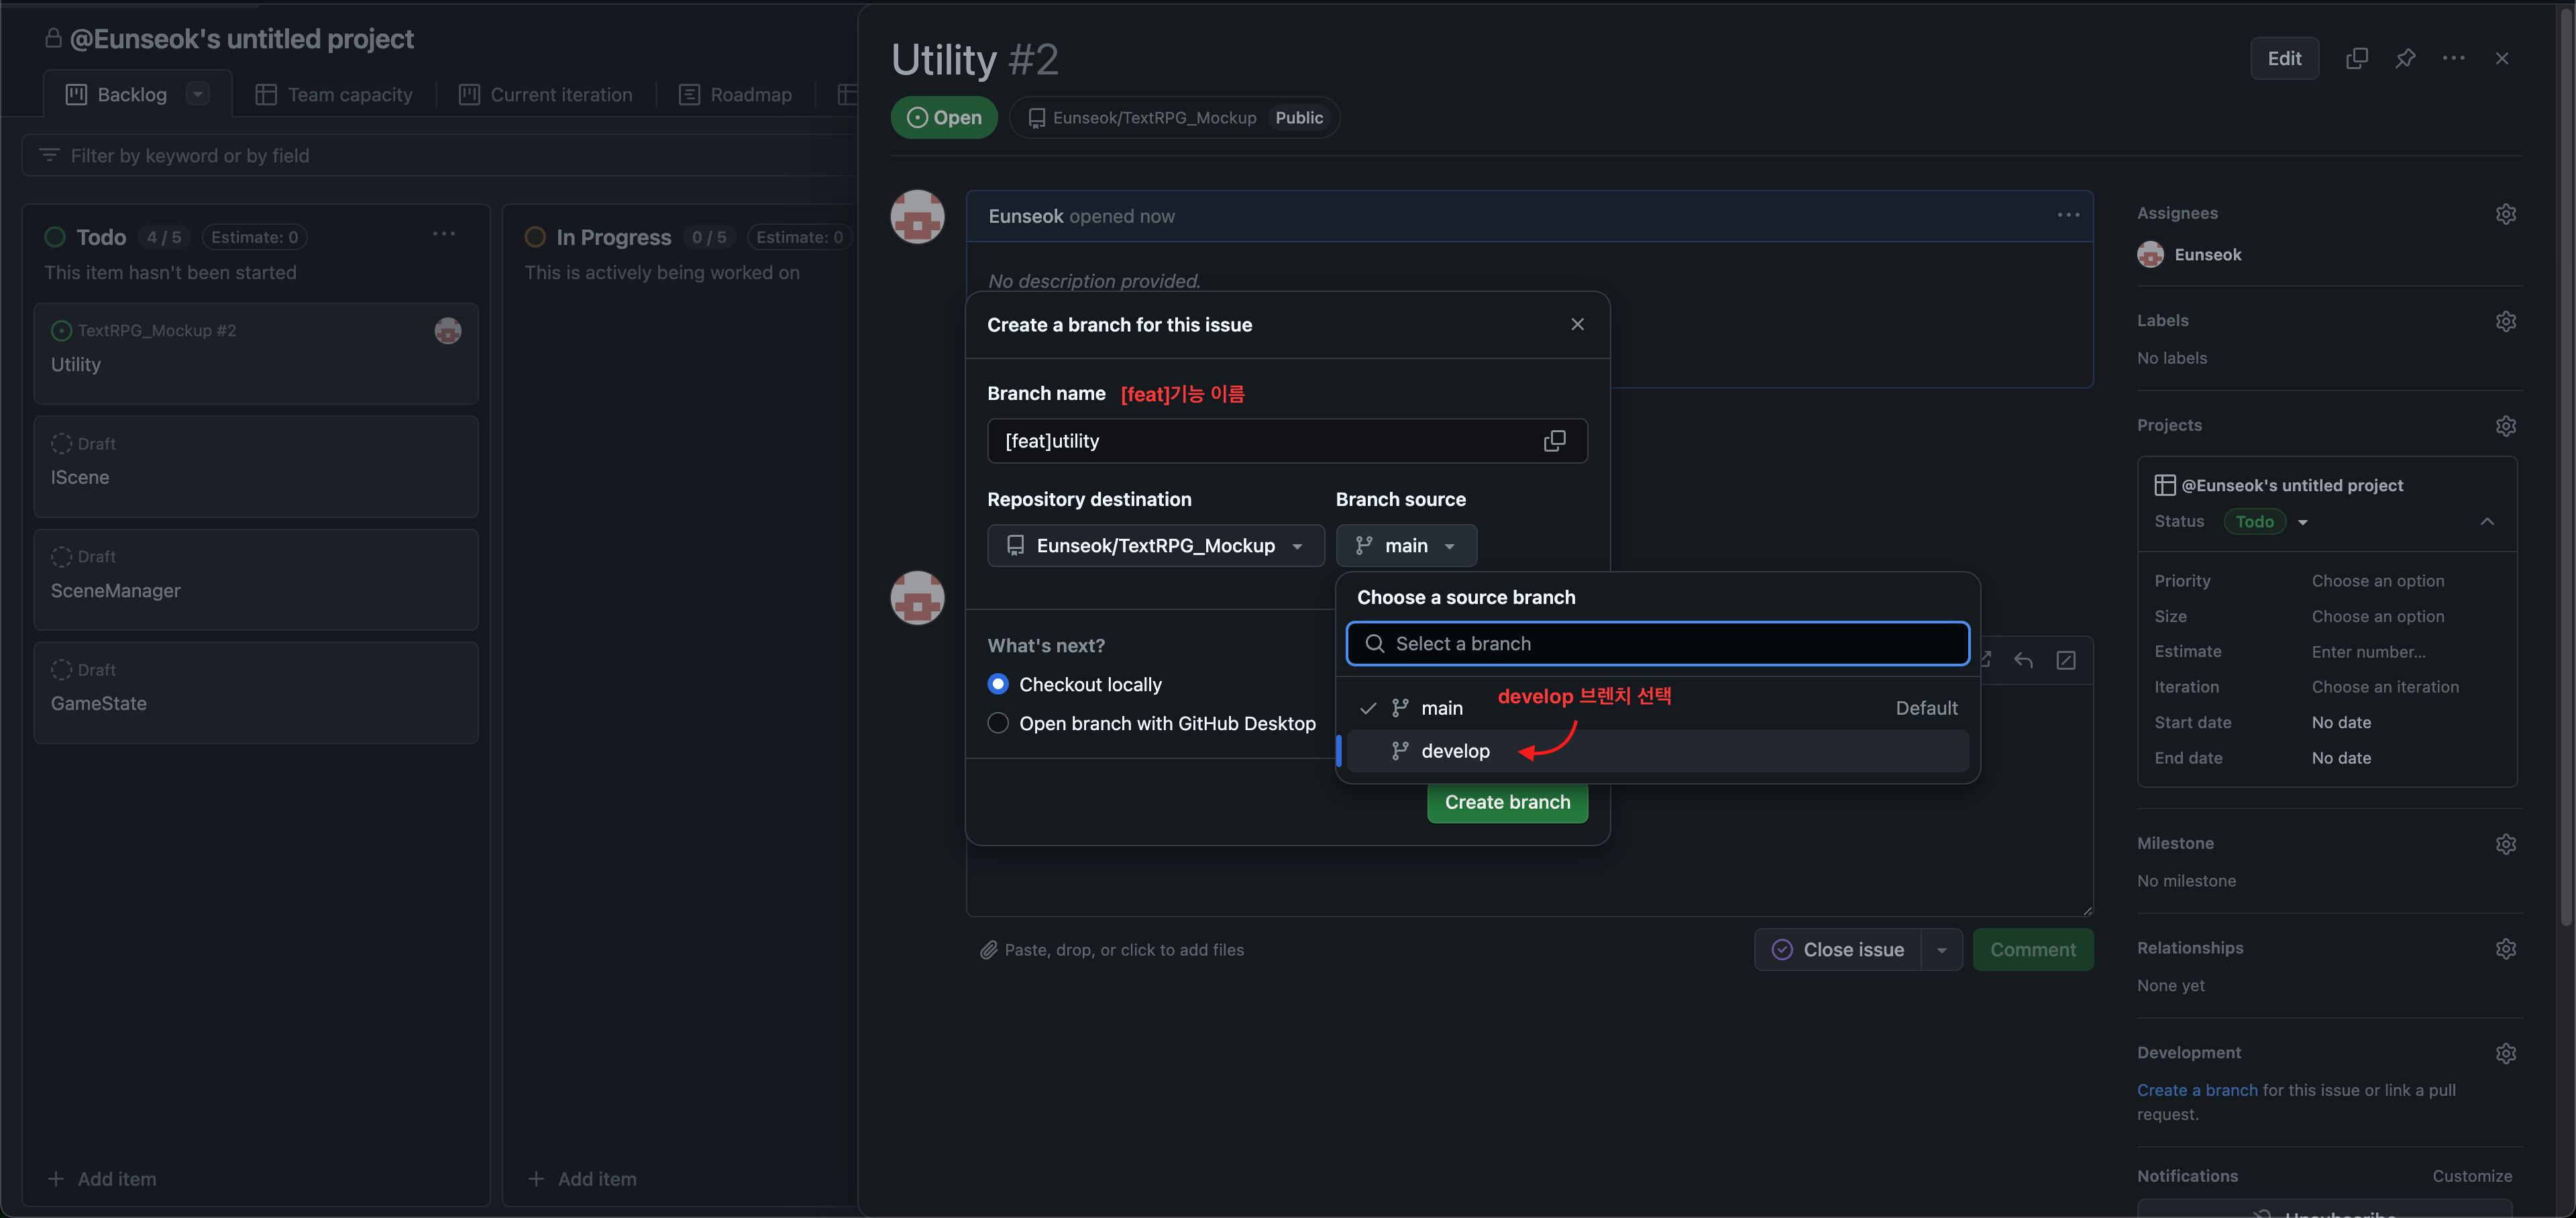 @Eunseok's untitled project
Backlog
Team capacity
Current iteration
Roadmap
Filter by keyword or by field
Todo 4 / 5 Estimate: 0
This item hasn't been started
TextRPG_Mockup #2
Utility
Draft
IScene
Draft
SceneManager
Draft
GameState
Add item
In Progress 0 / 5 Estimate: 0
This is actively being worked on
Add item
Utility #2
Edit
Open
Eunseok/TextRPG_Mockup Public
Eunseok opened now
No description provided.
Create a branch for this issue
Branch name [feat]기능 이름
[feat]utility
Repository destination
Branch source
Eunseok/TextRPG_Mockup
main
Choose a source branch
Select a branch
main
Default
develop 브렌치 선택
develop
What's next?
Checkout locally
Open branch with GitHub Desktop
Create branch
Paste, drop, or click to add files
Close issue
Comment
Assignees
Eunseok
Labels
No labels
Projects
@Eunseok's untitled project
Status Todo
Priority Choose an option
Size Choose an option
Estimate Enter number...
Iteration Choose an iteration
Start date No date
End date No date
Milestone
No milestone
Relationships
None yet
Development
Create a branch for this issue or link a pull
request.
Notifications
Customize